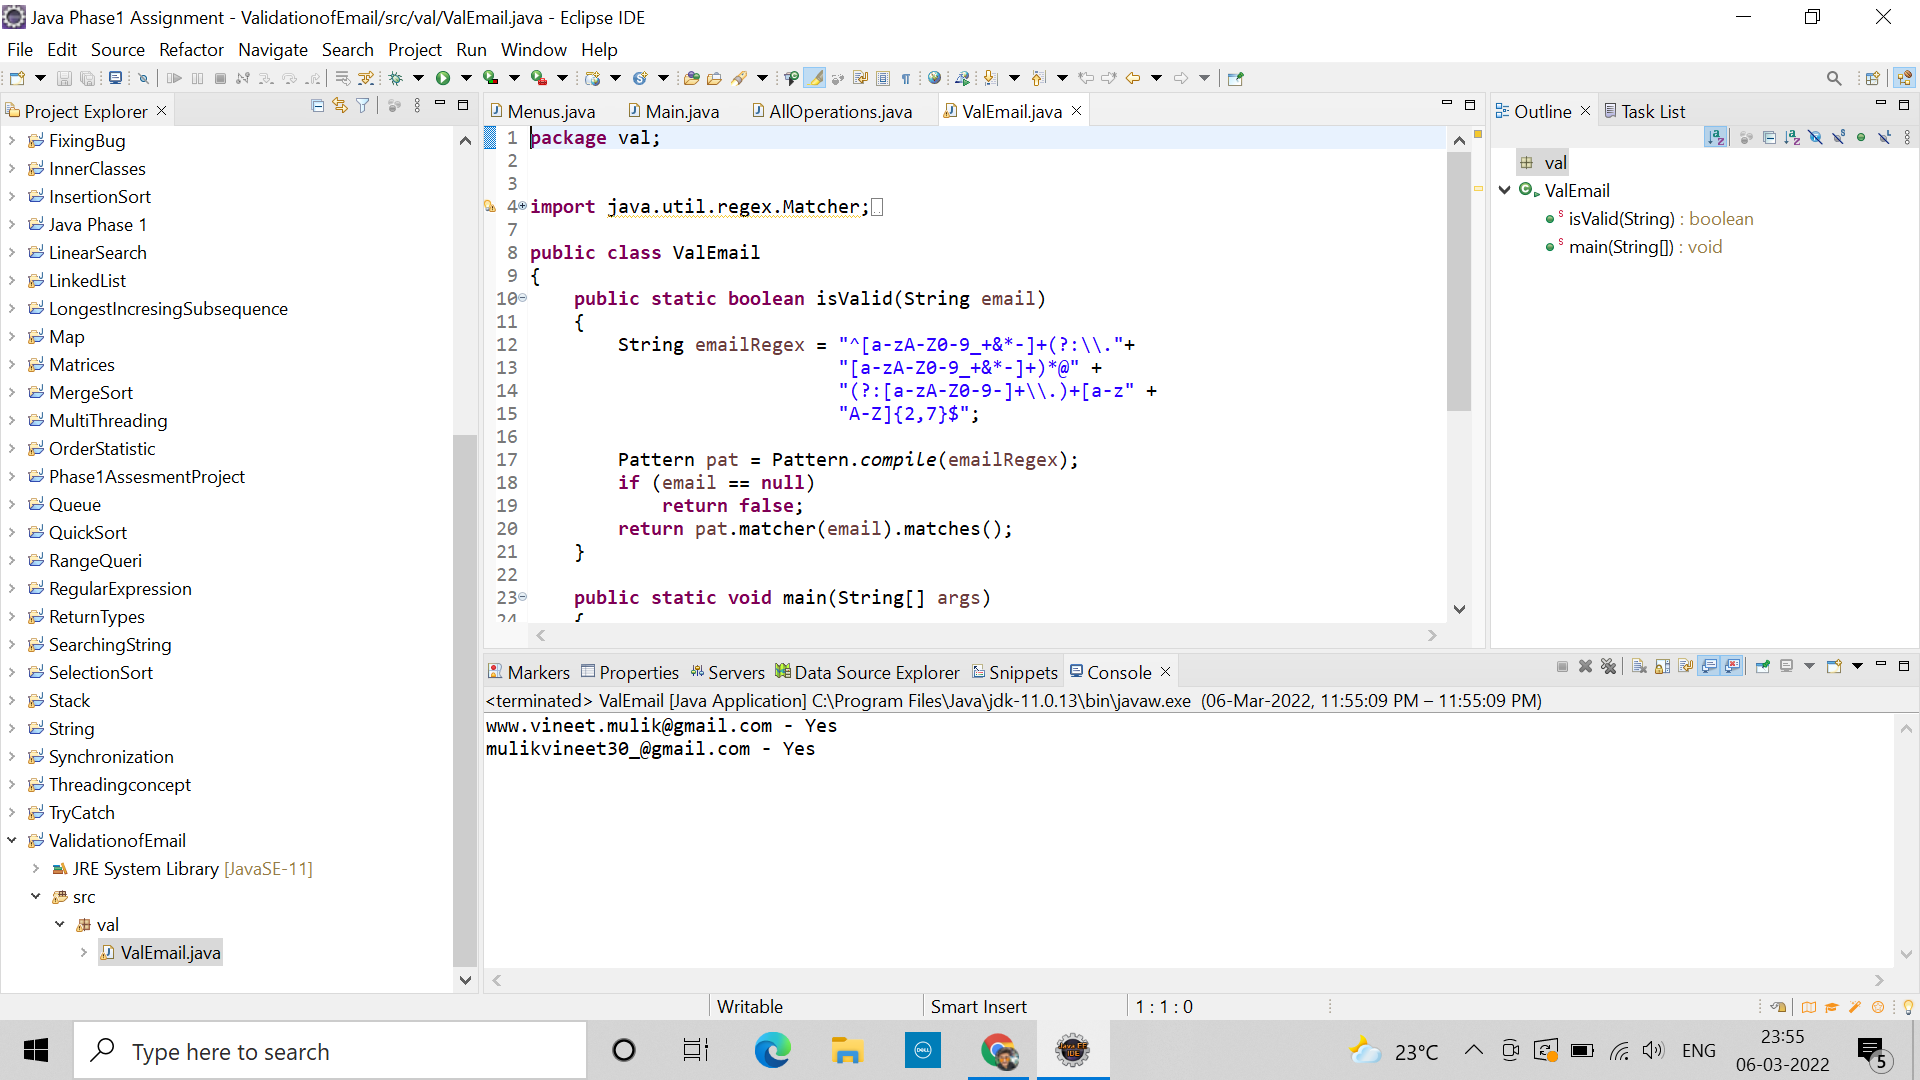 Java Phase1 Assignment - ValidationofEmail/src/val/ValEmail.java - Eclipse IDE
File Edit Source Refactor Navigate Search Project Run Window Help
Project Explorer
FixingBug
InnerClasses
InsertionSort
Java Phase 1
LinearSearch
LinkedList
LongestIncresingSubsequence
Map
Matrices
MergeSort
MultiThreading
OrderStatistic
Phase1AssesmentProject
Queue
QuickSort
RangeQueri
RegularExpression
ReturnTypes
SearchingString
SelectionSort
Stack
String
Synchronization
Threadingconcept
TryCatch
ValidationofEmail
JRE System Library [JavaSE-11]
src
val
ValEmail.java
Menus.java Main.java AllOperations.java ValEmail.java
1 package val;
2
3
4 import java.util.regex.Matcher;
7
8 public class ValEmail
9 {
10 public static boolean isValid(String email)
11 {
12 String emailRegex = "^[a-zA-Z0-9_+&*-]+(?:\\."+
13 "[a-zA-Z0-9_+&*-]+)*@" +
14 "(?:[a-zA-Z0-9-]+\\.)+[a-z" +
15 "A-Z]{2,7}$";
16
17 Pattern pat = Pattern.compile(emailRegex);
18 if (email == null)
19 return false;
20 return pat.matcher(email).matches();
21 }
22
23 public static void main(String[] args)
24 {
Outline Task List
val
ValEmail
isValid(String) : boolean
main(String[]) : void
Markers Properties Servers Data Source Explorer Snippets Console
<terminated> ValEmail [Java Application] C:\Program Files\Java\jdk-11.0.13\bin\javaw.exe (06-Mar-2022, 11:55:09 PM – 11:55:09 PM)
www.vineet.mulik@gmail.com - Yes
mulikvineet30_@gmail.com - Yes
Writable Smart Insert 1 : 1 : 0
Type here to search
DELL
23°C
ENG
23:55
06-03-2022
5